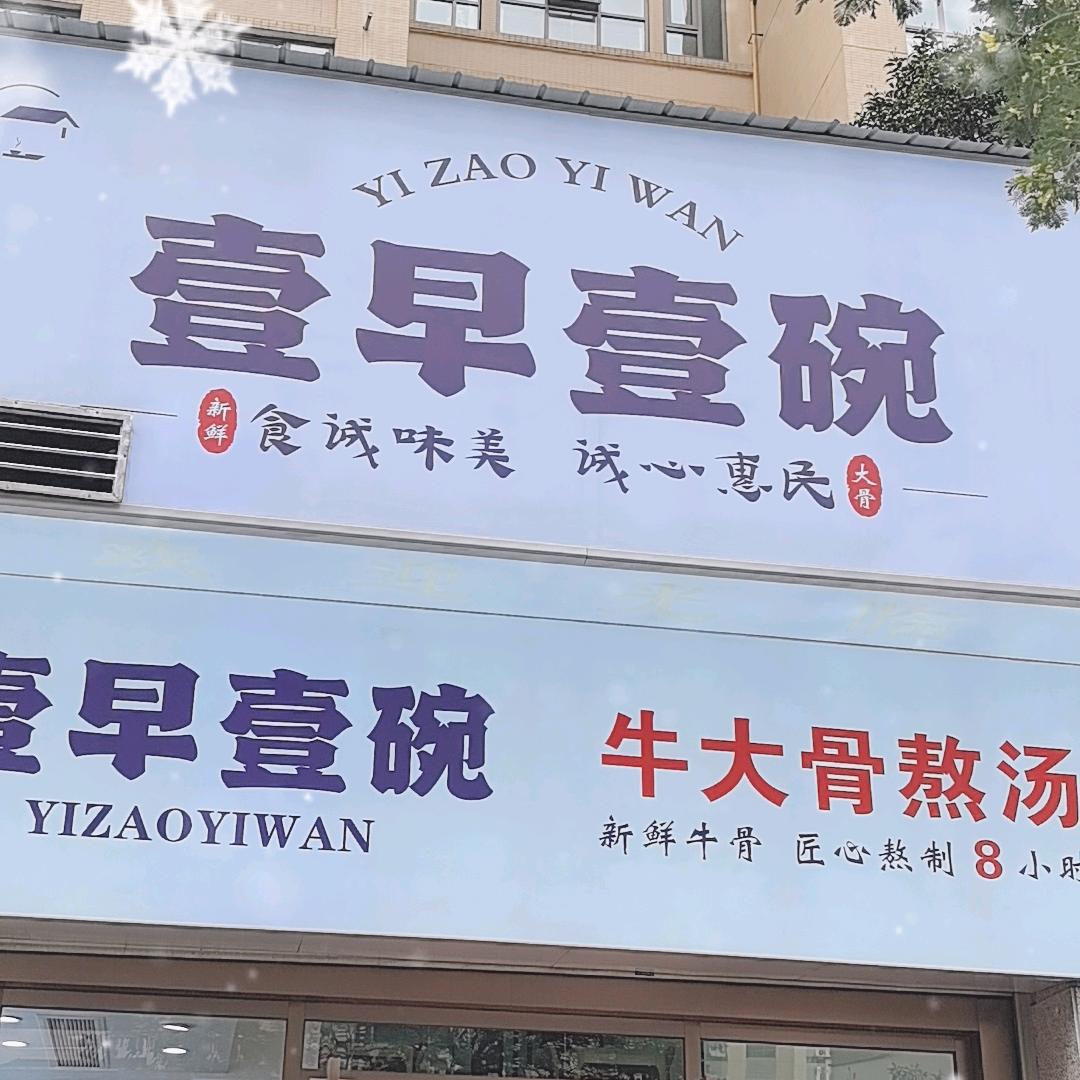 YI ZAO YI WAN
壹早壹碗
新鲜 食诚味美 诚心惠民 大骨
壹早壹碗
YIZAOYIWAN
牛大骨熬汤
新鲜牛骨 匠心熬制8小时